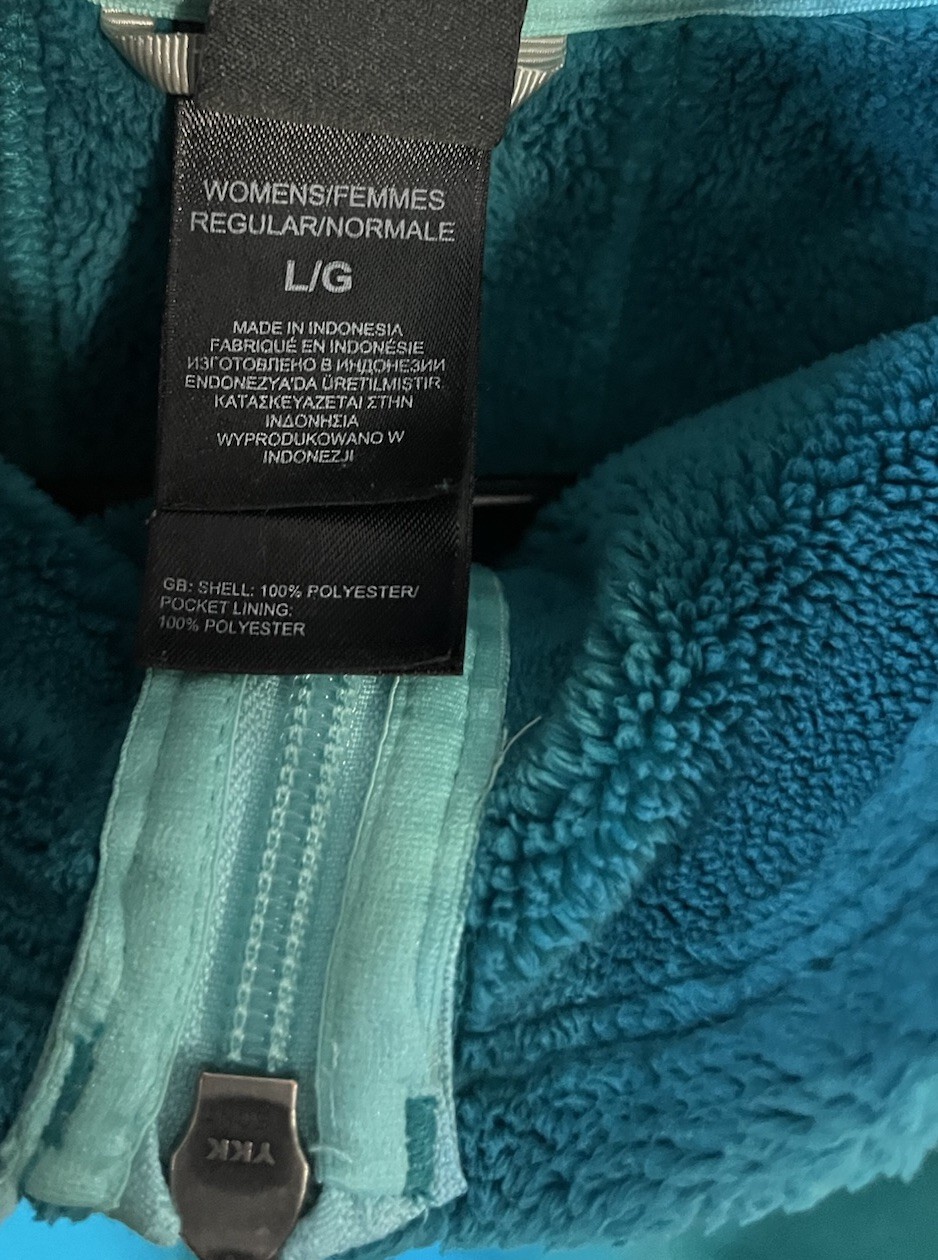 WOMENS/FEMMES
REGULAR/NORMALE
L/G
MADE IN INDONESIA
FABRIQUÉ EN INDONÉSIE
ИЗГОТОВЛЕНО В ИНДОНЕЗИИ
ENDONEZYA'DA ÜRETILMISTIR.
ΚΑΤΑΣΚΕΥΑΖΕΤΑΙ ΣΤΗΝ
ΙΝΔΟΝΗΣΙΑ
WYPRODUKOWANO W
INDONEZJI
GB: SHELL: 100% POLYESTER/
POCKET LINING:
100% POLYESTER
YKK